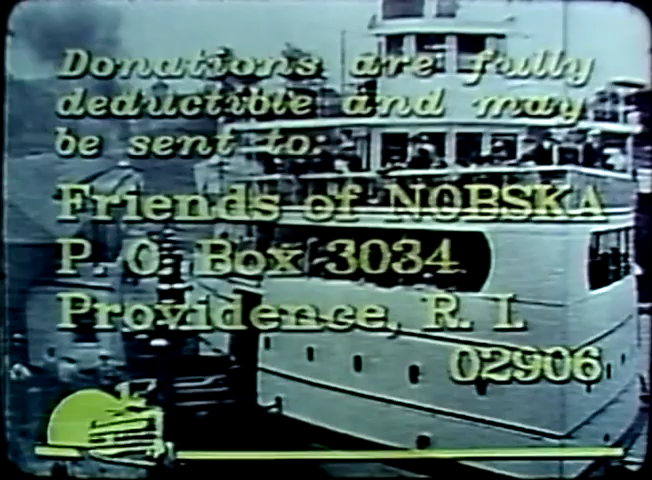 Donations are fully
deductible and may
be sent to:
Friends of NOBSKA
P. O. Box 3034
Providence, R. I.
02906